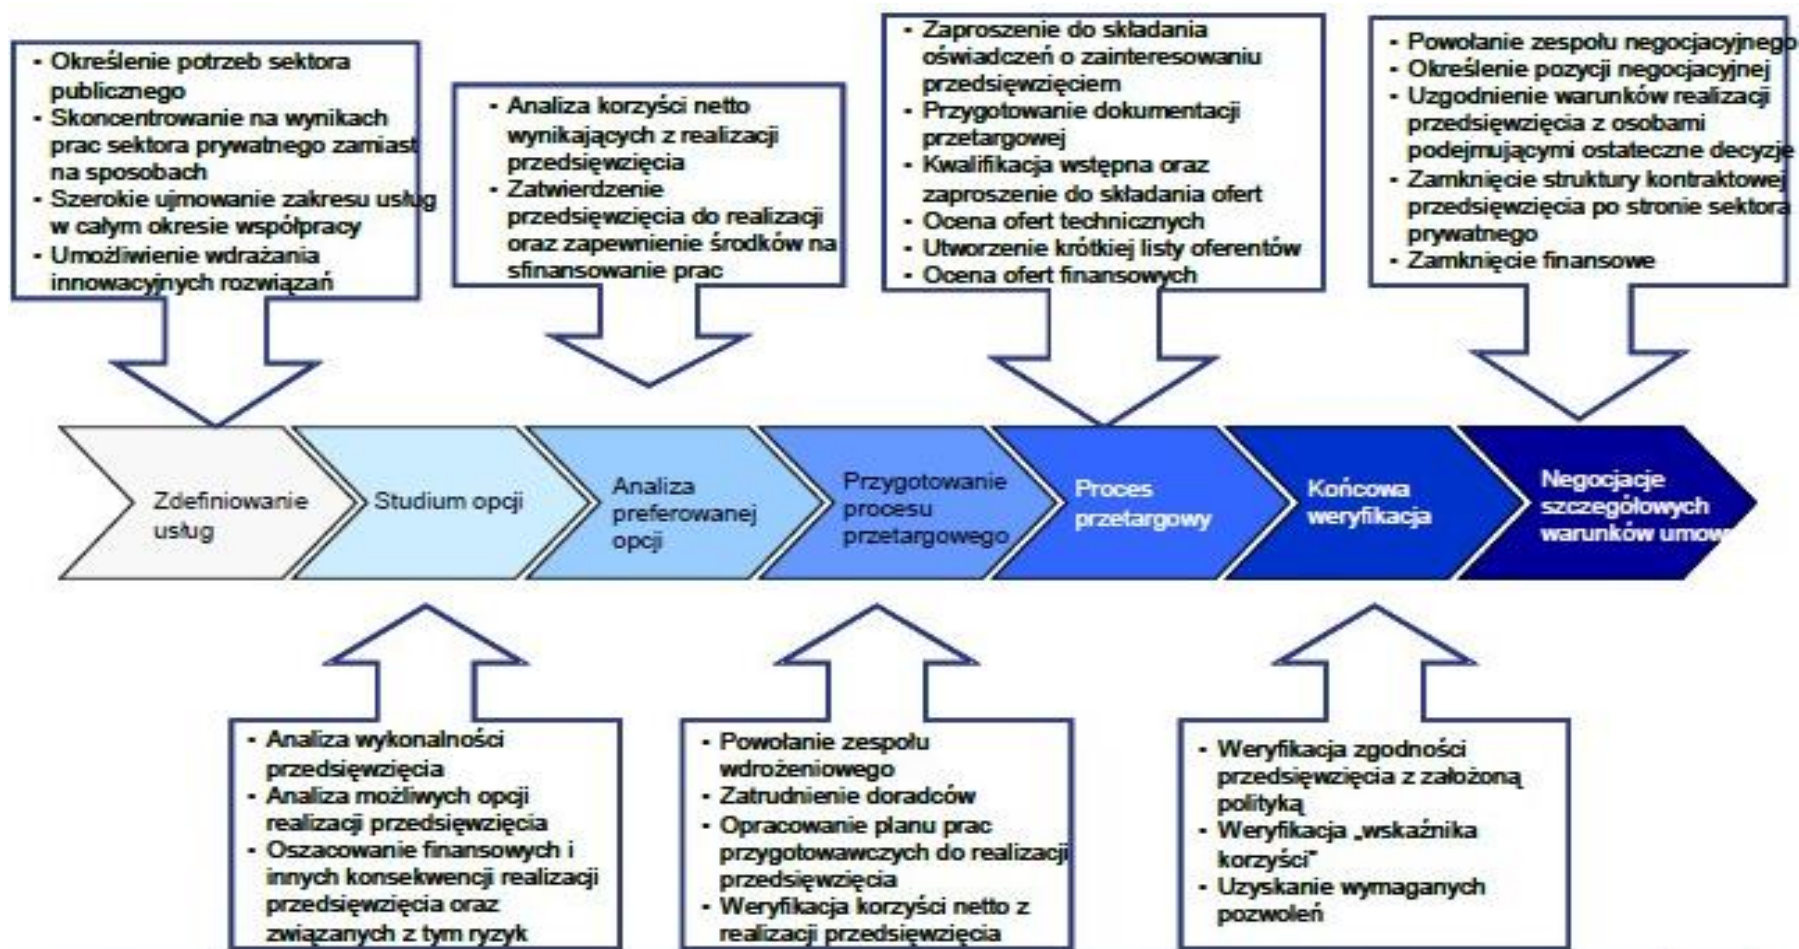 - Określenie potrzeb sektora
publicznego
- Skoncentrowanie na wynikach
prac sektora prywatnego zamiast
na sposobach
- Szerokie ujmowanie zakresu usług
w całym okresie współpracy
- Umożliwienie wdrażania
innowacyjnych rozwiązań
- Analiza korzyści netto
wynikających z realizacji
przedsięwzięcia
- Zatwierdzenie
przedsięwzięcia do realizacji
oraz zapewnienie środków na
sfinansowanie prac
- Zaproszenie do składania
oświadczeń o zainteresowaniu
przedsięwzięciem
- Przygotowanie dokumentacji
przetargowej
- Kwalifikacja wstępna oraz
zaproszenie do składania ofert
- Ocena ofert technicznych
- Utworzenie krótkiej listy oferentów
- Ocena ofert finansowych
- Powołanie zespołu negocjacyjnego
- Określenie pozycji negocjacyjnej
- Uzgodnienie warunków realizacji
przedsięwzięcia z osobami
podejmującymi ostateczne decyzje
- Zamknięcie struktury kontraktowej
przedsięwzięcia po stronie sektora
prywatnego
- Zamknięcie finansowe
Zdefiniowanie
usług
Studium opcji
Analiza
preferowanej
opcji
Przygotowanie
procesu
przetargowego
Proces
przetargowy
Końcowa
weryfikacja
Negocjacje
szczegółowych
warunków umow
- Analiza wykonalności
przedsięwzięcia
- Analiza możliwych opcji
realizacji przedsięwzięcia
- Oszacowanie finansowych i
innych konsekwencji realizacji
przedsięwzięcia oraz
związanych z tym ryzyk
- Powołanie zespołu
wdrożeniowego
- Zatrudnienie doradców
- Opracowanie planu prac
przygotowawczych do realizacji
przedsięwzięcia
- Weryfikacja korzyści netto z
realizacji przedsięwzięcia
- Weryfikacja zgodności
przedsięwzięcia z założoną
polityką
- Weryfikacja „wskaźnika
korzyści"
- Uzyskanie wymaganych
pozwoleń